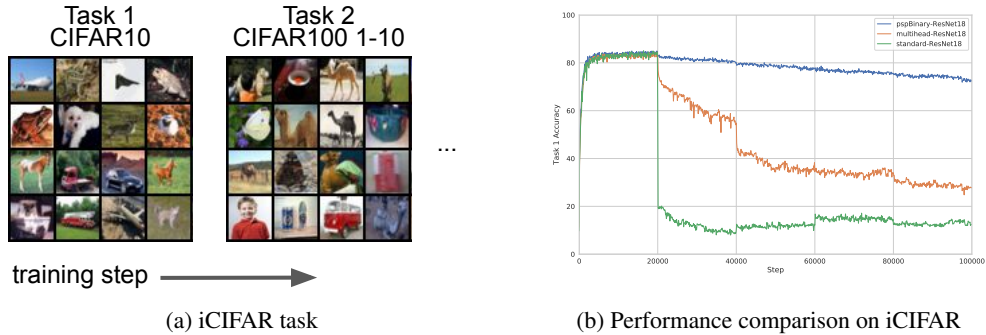 Task 1
CIFAR10
Task 2
CIFAR100 1-10
...
training step
(a) iCIFAR task
100
80
60
40
20
0
Task 1 Accuracy
pspBinary-ResNet18
multihead-ResNet18
standard-ResNet18
0 20000 40000 60000 80000 100000
Step
(b) Performance comparison on iCIFAR